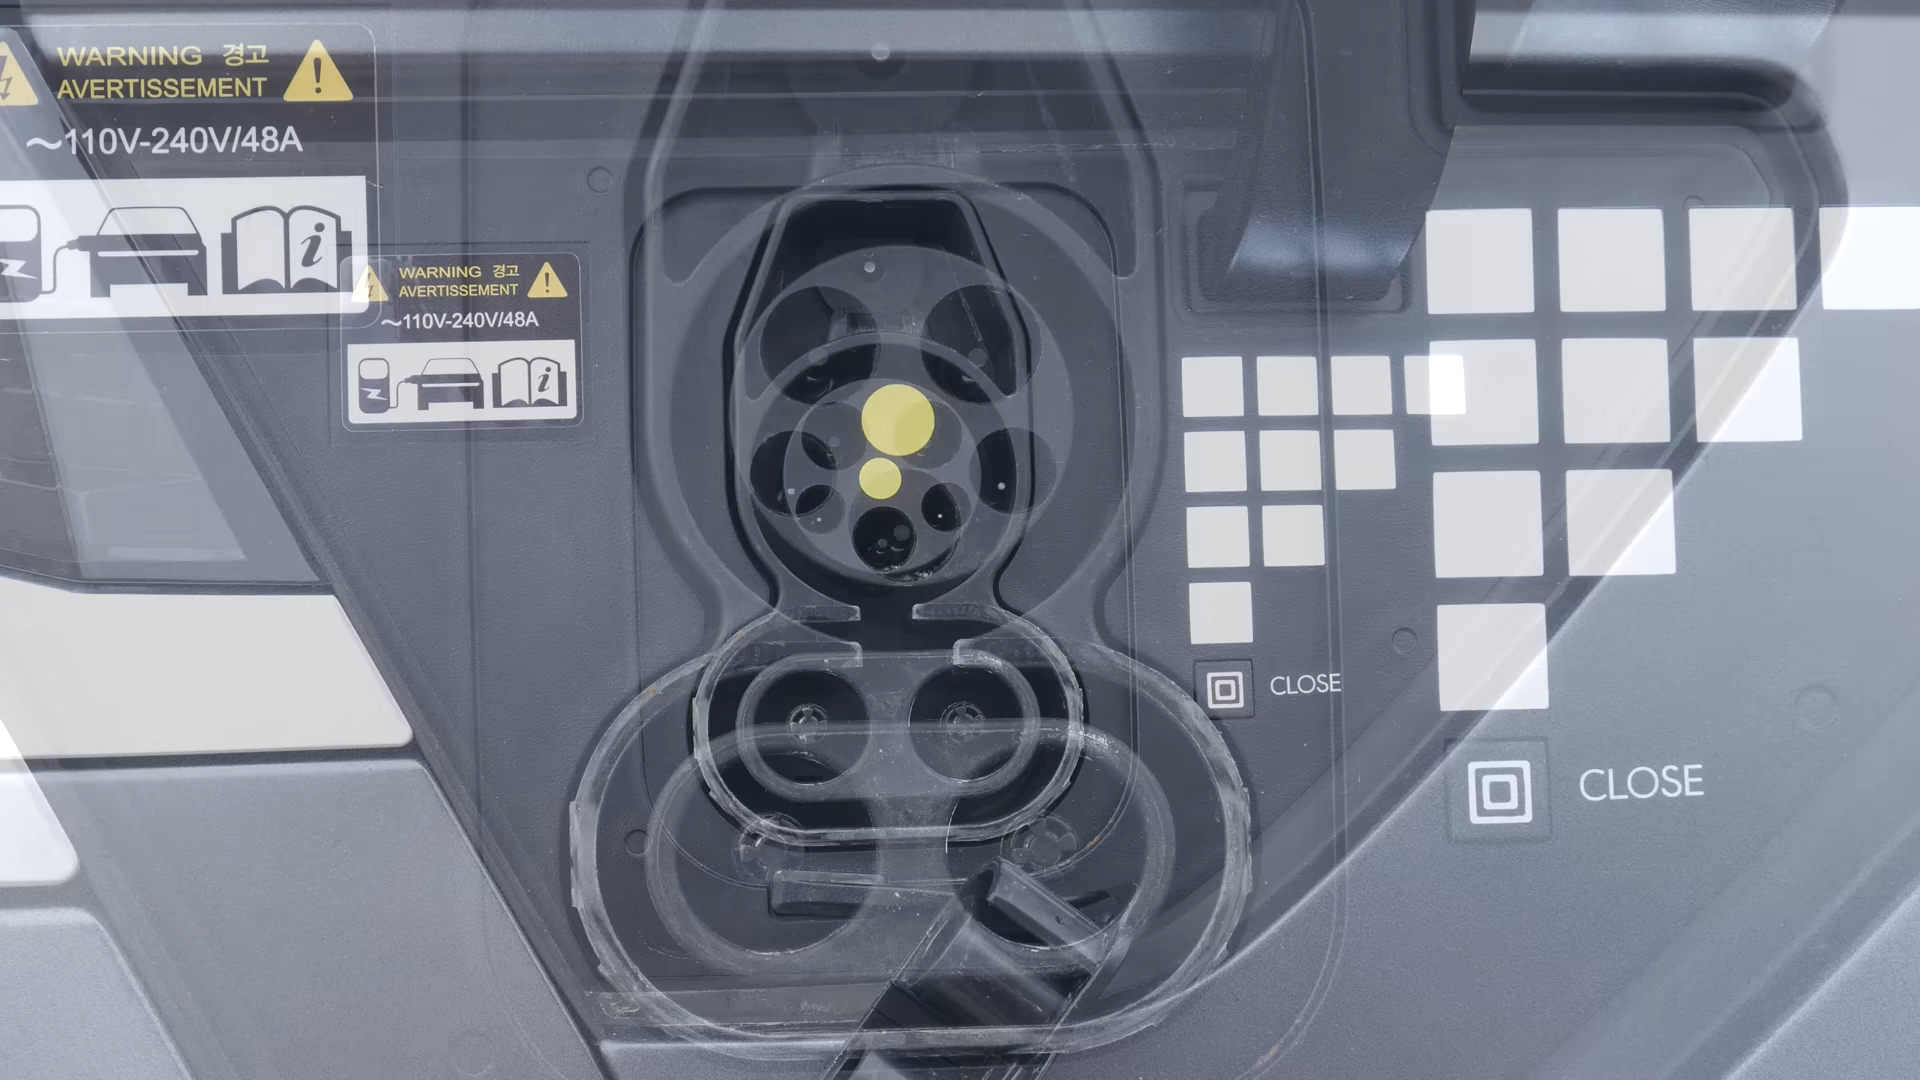 WARNING 경고
AVERTISSEMENT
~110V-240V/48A
i
WARNING 경고
AVERTISSEMENT
~110V-240V/48A
i
CLOSE
CLOSE